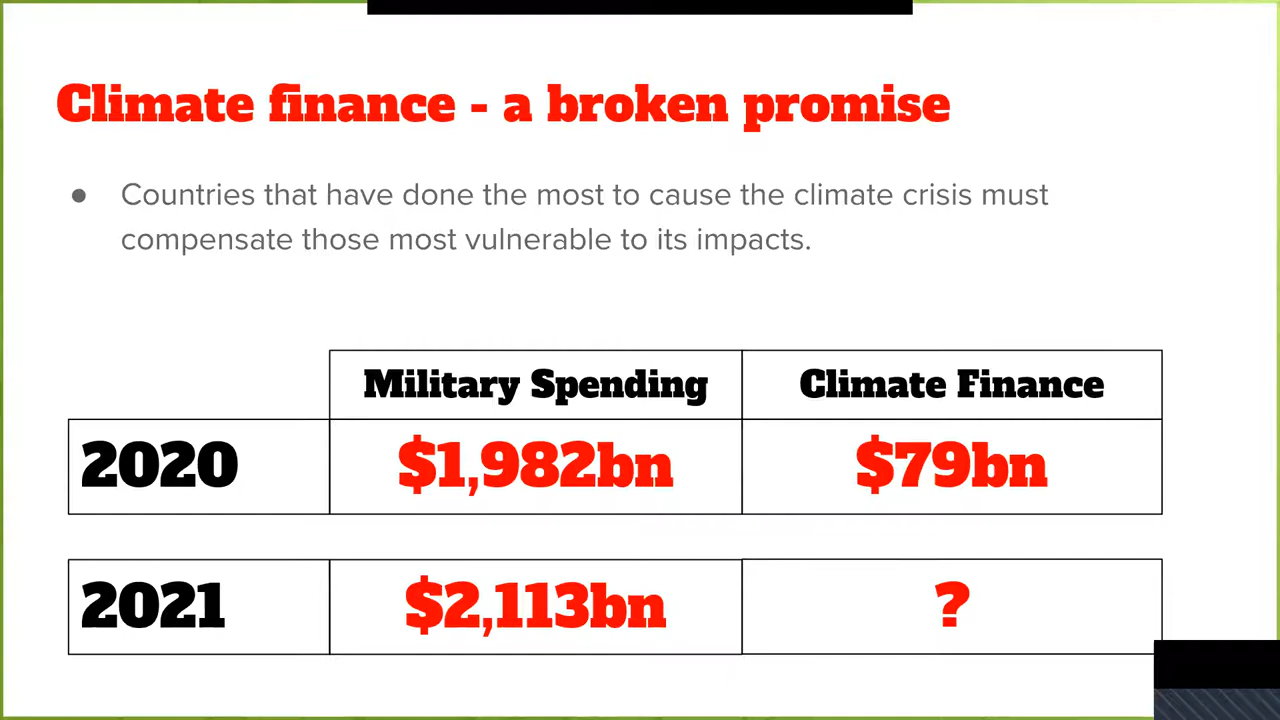 Climate finance - a broken promise
● Countries that have done the most to cause the climate crisis must
compensate those most vulnerable to its impacts.
Military Spending Climate Finance
2020 $1,982bn $79bn
2021 $2,113bn ?